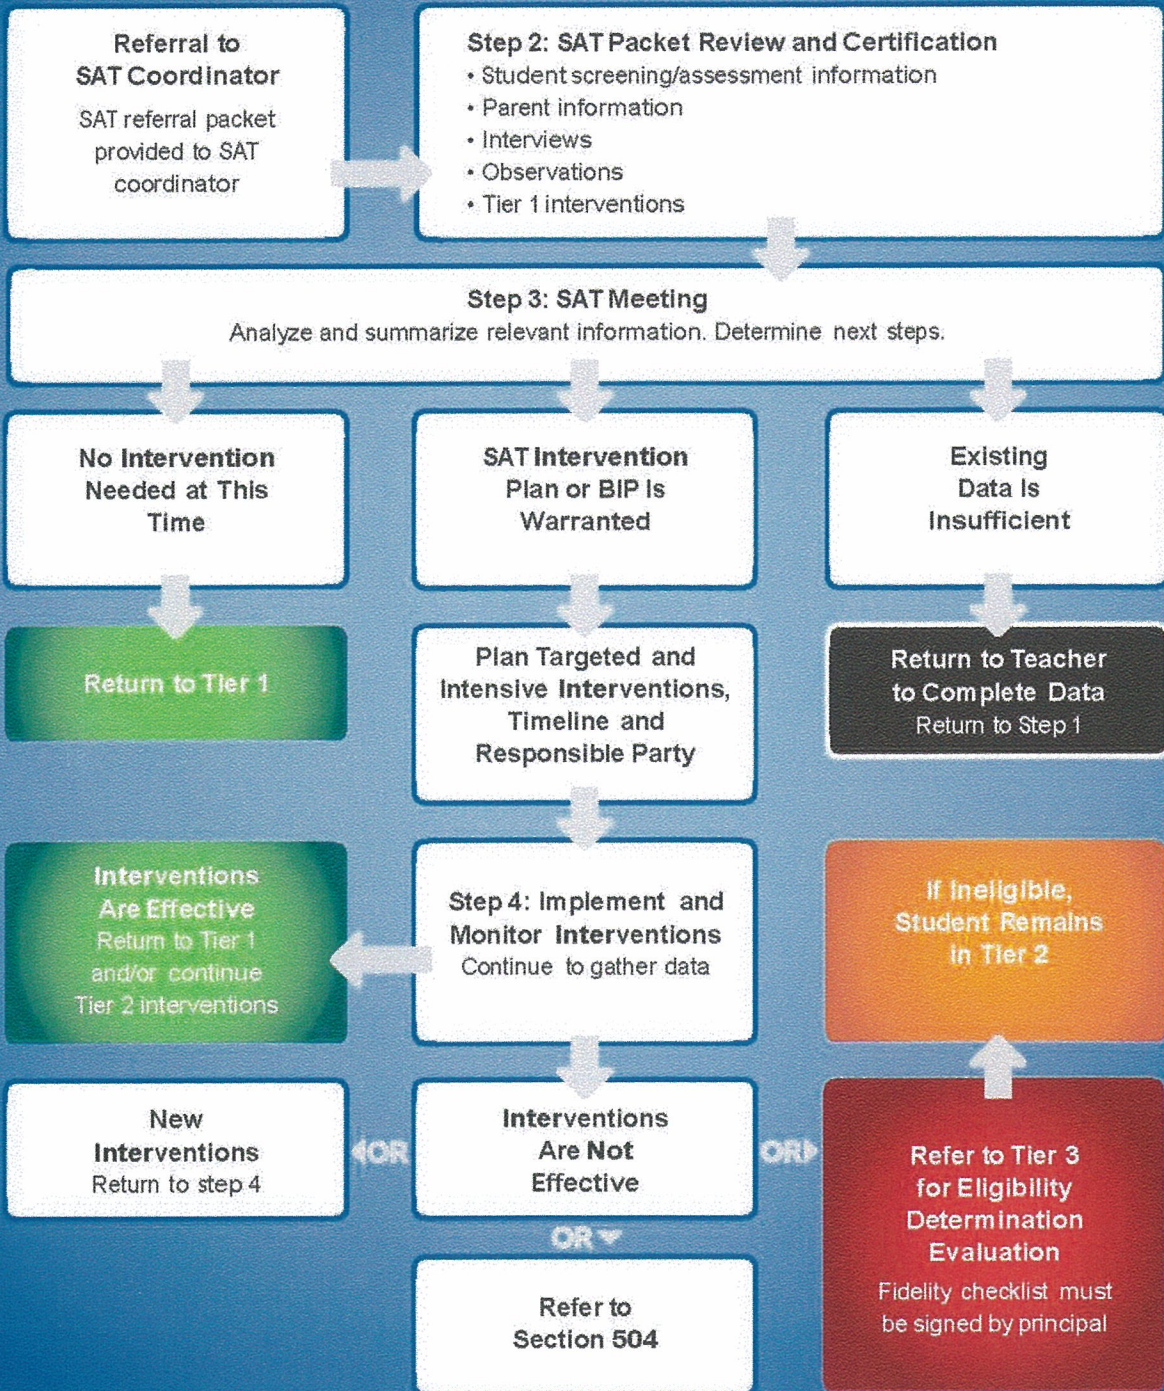 Referral to
SAT Coordinator
SAT referral packet
provided to SAT
coordinator
Step 2: SAT Packet Review and Certification
• Student screening/assessment information
• Parent information
• Interviews
• Observations
• Tier 1 interventions
Step 3: SAT Meeting
Analyze and summarize relevant information. Determine next steps.
No Intervention
Needed at This
Time
SAT Intervention
Plan or BIP Is
Warranted
Existing
Data Is
Insufficient
Return to Tier 1
Plan Targeted and
Intensive Interventions,
Timeline and
Responsible Party
Return to Teacher
to Complete Data
Return to Step 1
Interventions
Are Effective
Return to Tier 1
and/or continue
Tier 2 interventions
Step 4: Implement and
Monitor Interventions
Continue to gather data
If Ineligible,
Student Remains
in Tier 2
New
Interventions
Return to step 4
OR
Interventions
Are Not
Effective
OR
Refer to Tier 3
for Eligibility
Determination
Evaluation
Fidelity checklist must
be signed by principal
OR
Refer to
Section 504